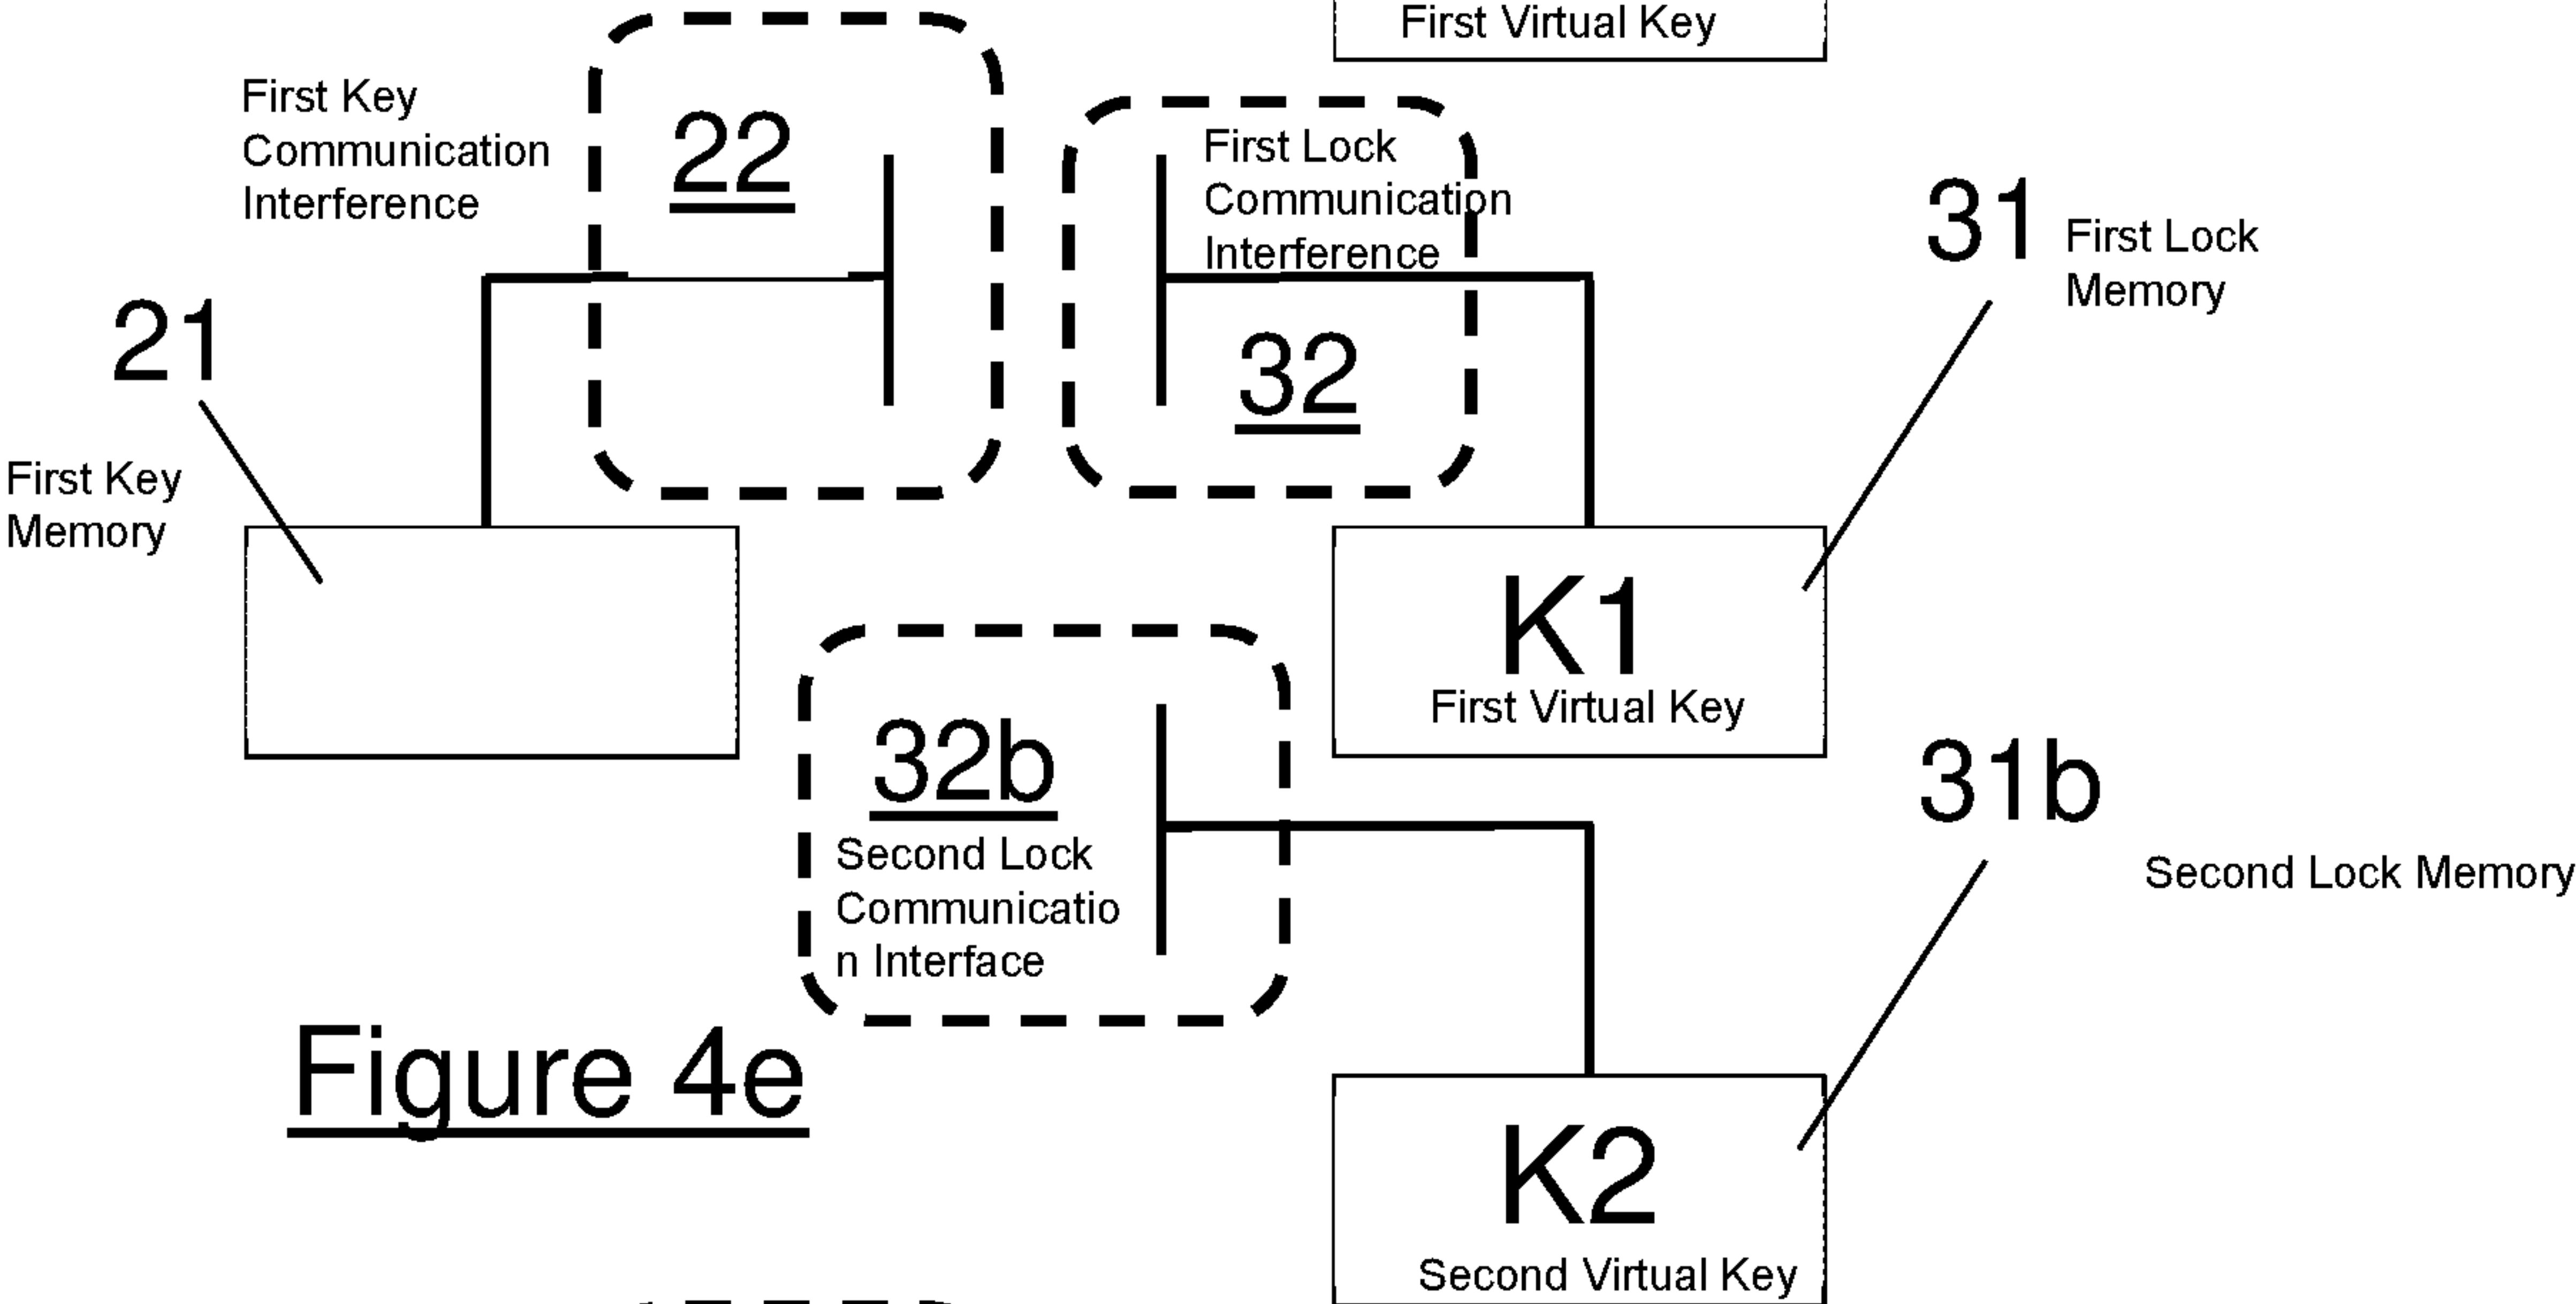 First Virtual Key
First Key
Communication
Interference
22
First Lock
Communication
Interference
32
31
First Lock
Memory
21
First Key
Memory
K1
First Virtual Key
32b
Second Lock
Communicatio
n Interface
31b
Second Lock Memory
Figure 4e
K2
Second Virtual Key